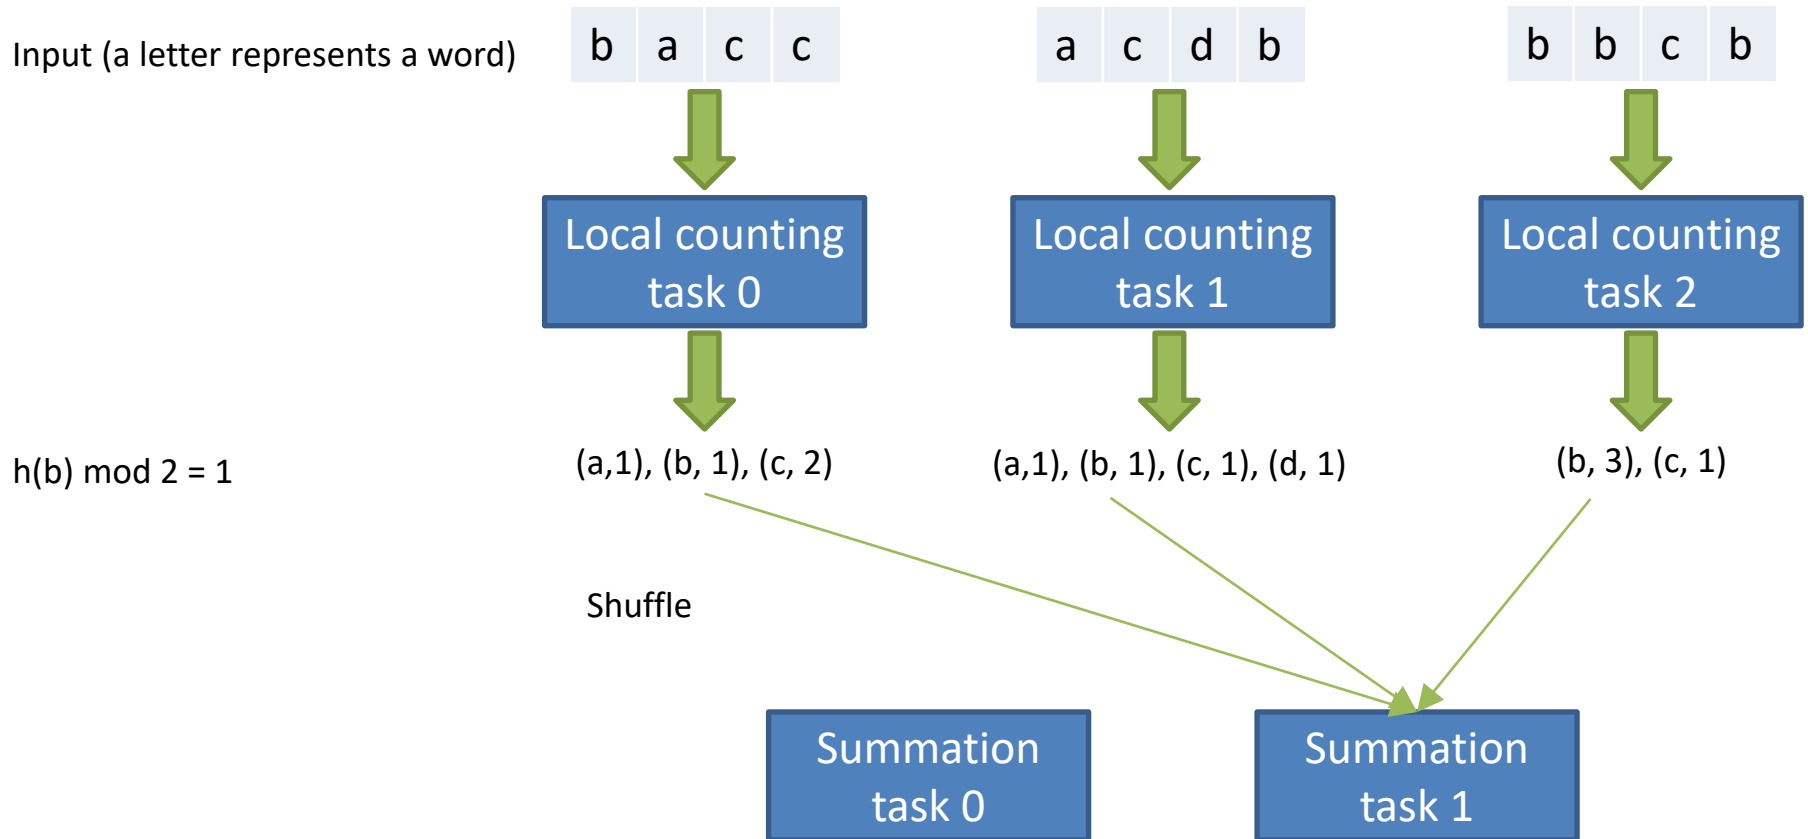 Input (a letter represents a word)
b a c c
a c d b
b b c b
Local counting
task 0
Local counting
task 1
Local counting
task 2
h(b) mod 2 = 1
(a,1), (b, 1), (c, 2)
(a,1), (b, 1), (c, 1), (d, 1)
(b, 3), (c, 1)
Shuffle
Summation
task 0
Summation
task 1